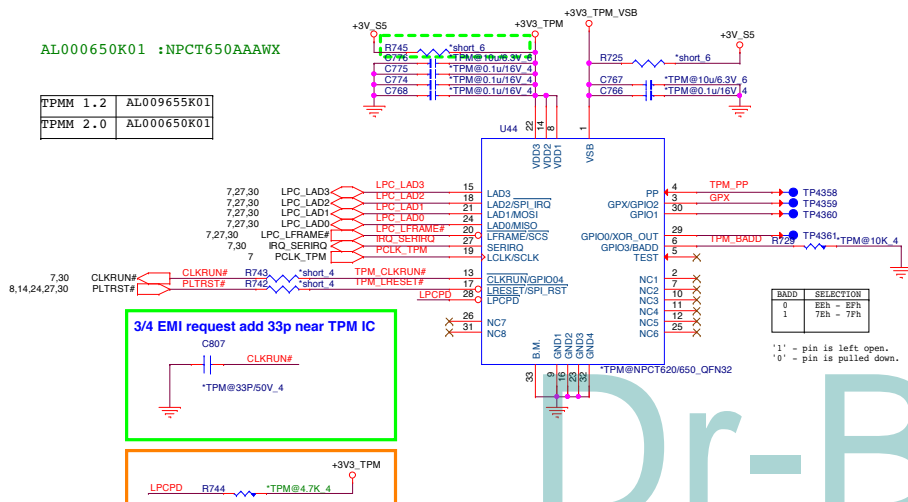 +3V_S5
+3V3_TPM
+3V3_TPM_VSB
+3V_S5
AL000650K01 :NPCT650AAAWX
R745 *short_6
C776 *TPM@10u/6.3V_6
C775 *TPM@0.1u/16V_4
C774 *TPM@0.1u/16V_4
C768 *TPM@0.1u/16V_4
R725 *short_6
C767 *TPM@10u/6.3V_6
C766 *TPM@0.1u/16V_4
TPMM 1.2 AL009655K01
TPMM 2.0 AL000650K01
U44
22 14 8 1
VDD3 VDD2 VDD1 VSB
7,27,30 LPC_LAD3 LPC_LAD3 15 LAD3
7,27,30 LPC_LAD2 LPC_LAD2 18 LAD2/SPI_IRQ
7,27,30 LPC_LAD1 LPC_LAD1 21 LAD1/MOSI
7,27,30 LPC_LAD0 LPC_LAD0 24 LAD0/MISO
7,27,30 LPC_LFRAME# LPC_LFRAME# 20 LFRAME/SCS
7,30 IRQ_SERIRQ IRQ_SERIRQ 27 SERIRQ
7 PCLK_TPM PCLK_TPM 19 LCLK/SCLK
7,30 CLKRUN# CLKRUN# R743 *short_4 TPM_CLKRUN# 13 CLKRUN/GPIO04
8,14,24,27,30 PLTRST# PLTRST# R742 *short_4 TPM_LRESET# 17 LRESET/SPI_RST
LPCPD 28 LPCPD
26 NC7
31 NC8
PP 4 TPM_PP TP4358
GPX/GPIO2 3 GPX TP4359
GPIO1 30 TP4360
GPIO0/XOR_OUT 29 TP4361
GPIO3/BADD 6 TPM_BADD R729 *TPM@10K_4
TEST 5
NC1 2
NC2 7
NC3 10
NC4 11
NC5 12
NC6 25
B.M. GND1 GND2 GND3 GND4
33 9 16 23 32
*TPM@NPCT620/650_QFN32
BADD SELECTION
0 EEh - EFh
1 7Eh - 7Fh
'1' - pin is left open.
'0' - pin is pulled down.
3/4 EMI request add 33p near TPM IC
C807
CLKRUN#
*TPM@33P/50V_4
+3V3_TPM
LPCPD R744 *TPM@4.7K_4
Dr-B